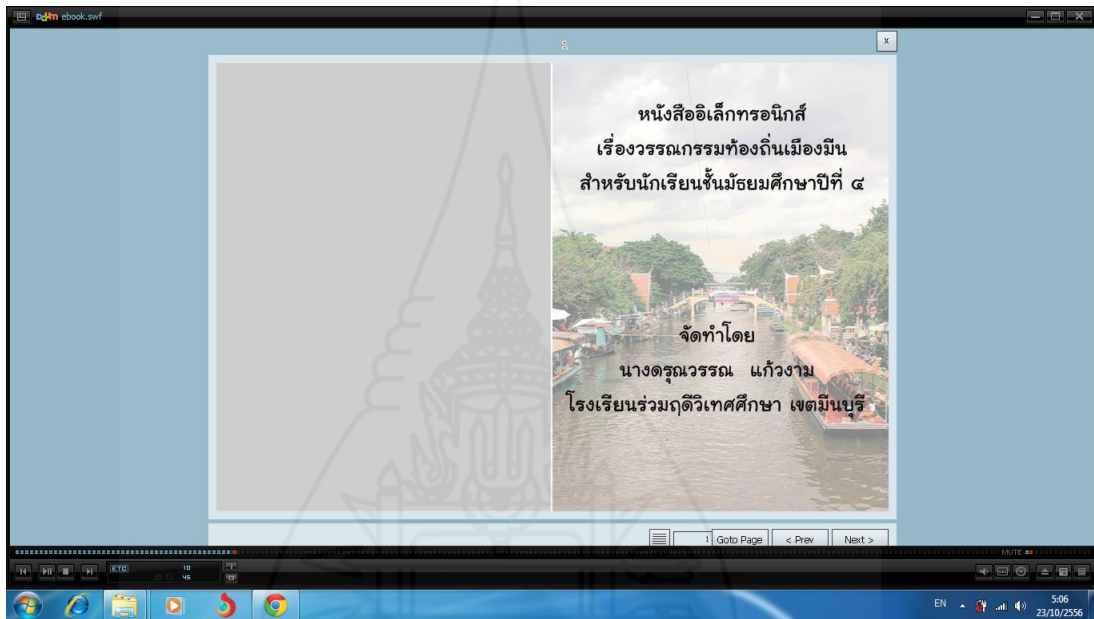 ebook.swf
1
x
หนังสืออิเล็กทรอนิกส์
เรื่องวรรณกรรมท้องถิ่นเมืองมีน
สำหรับนักเรียนชั้นมัธยมศึกษาปีที่ ๔
จัดทำโดย
นางดรุณวรรณ แก้วงาม
โรงเรียนร่วมฤดีวิเทศศึกษา เขตมีนบุรี
1 Goto Page < Prev Next >
MUTE
ETC 10
45
EN 5:06
23/10/2556